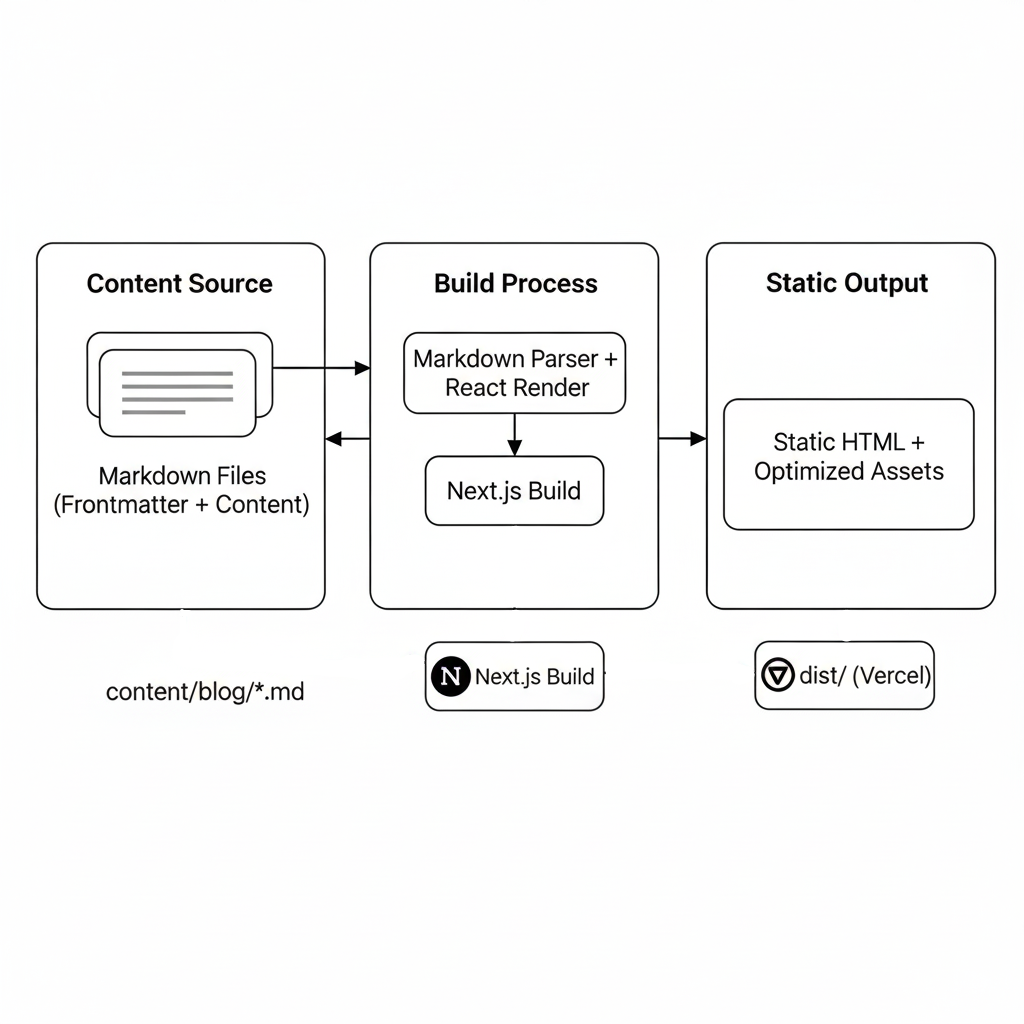 Content Source
Markdown Files
(Frontmatter + Content)
content/blog/*.md
Build Process
Markdown Parser +
React Render
Next.js Build
N Next.js Build
Static Output
Static HTML +
Optimized Assets
dist/ (Vercel)